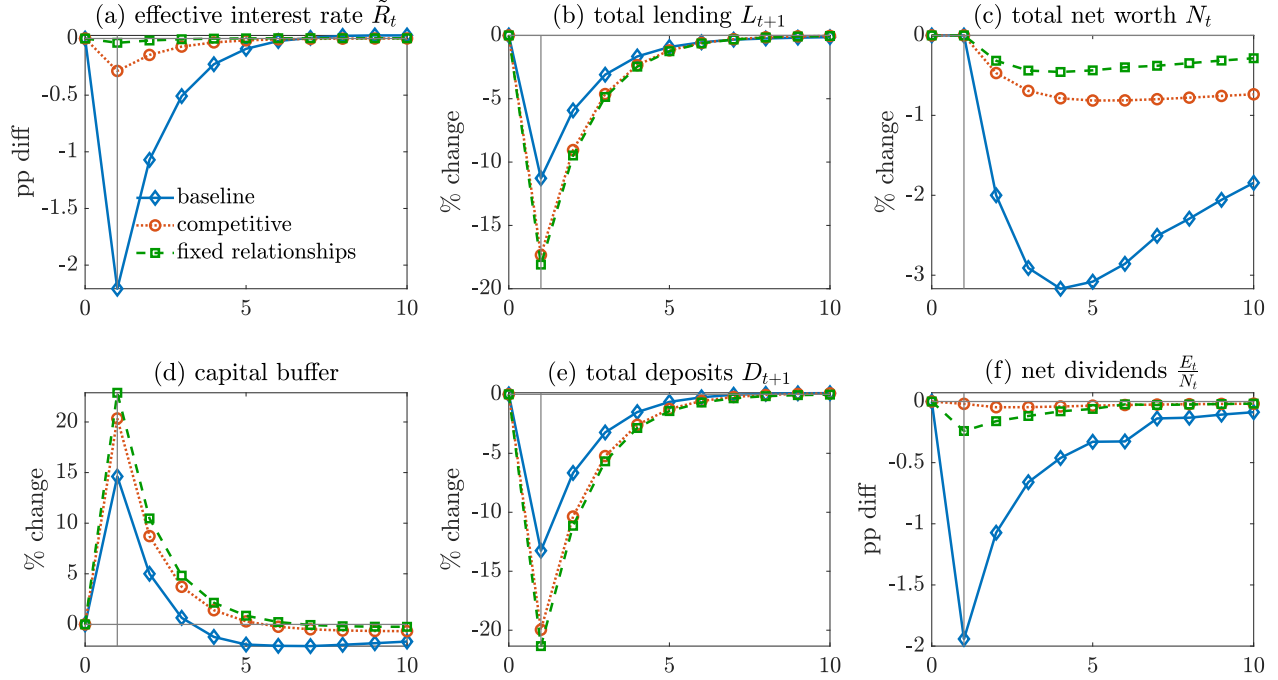 (a) effective interest rate R̃_t
(b) total lending L_{t+1}
(c) total net worth N_t
pp diff
0
-0.5
-1
-1.5
-2
baseline
competitive
fixed relationships
0 5 10
% change
0
-5
-10
-15
-20
0 5 10
% change
0
-1
-2
-3
0 5 10
(d) capital buffer
(e) total deposits D_{t+1}
(f) net dividends E_t/N_t
% change
20
15
10
5
0
0 5 10
% change
0
-5
-10
-15
-20
0 5 10
pp diff
0
-0.5
-1
-1.5
-2
0 5 10